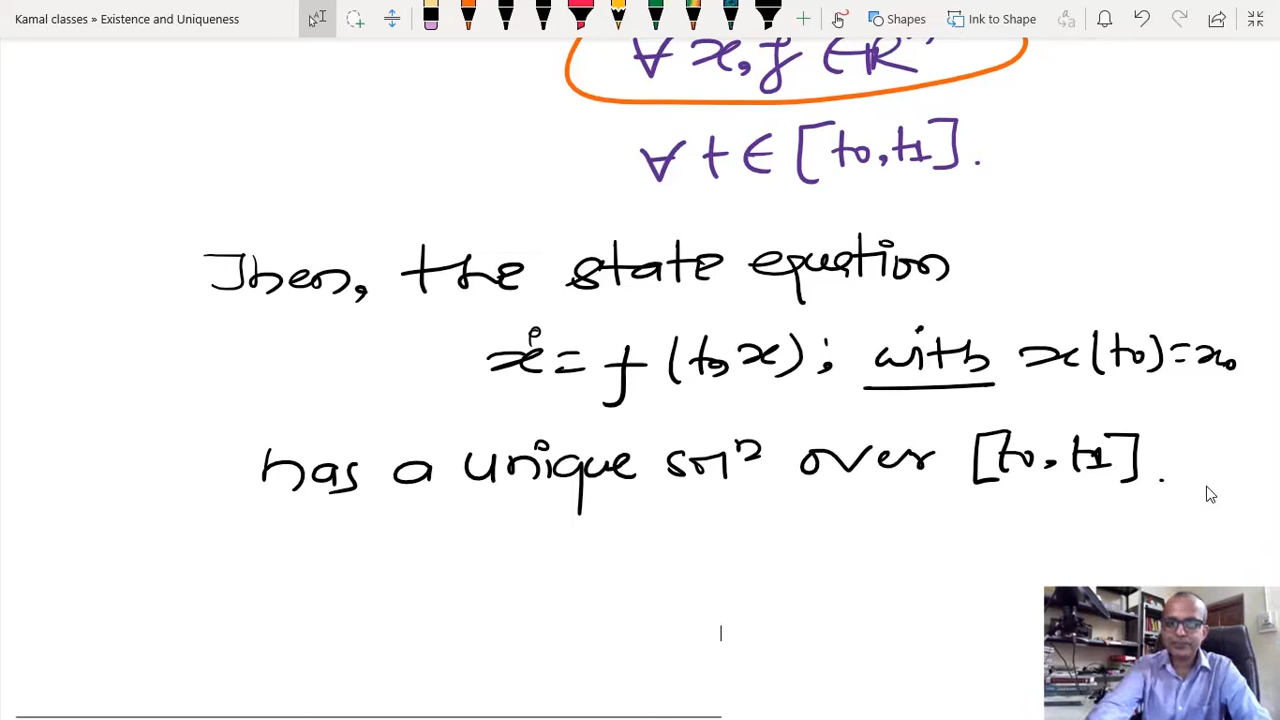 Kamal classes » Existence and Uniqueness
Shapes
Ink to Shape
∀ x, y ∈ ℝⁿ
∀ t ∈ [t0, t1].
Then, the state equation
ẋ = f(t, x); with x(t0) = x0
has a unique solⁿ over [t0, t1].